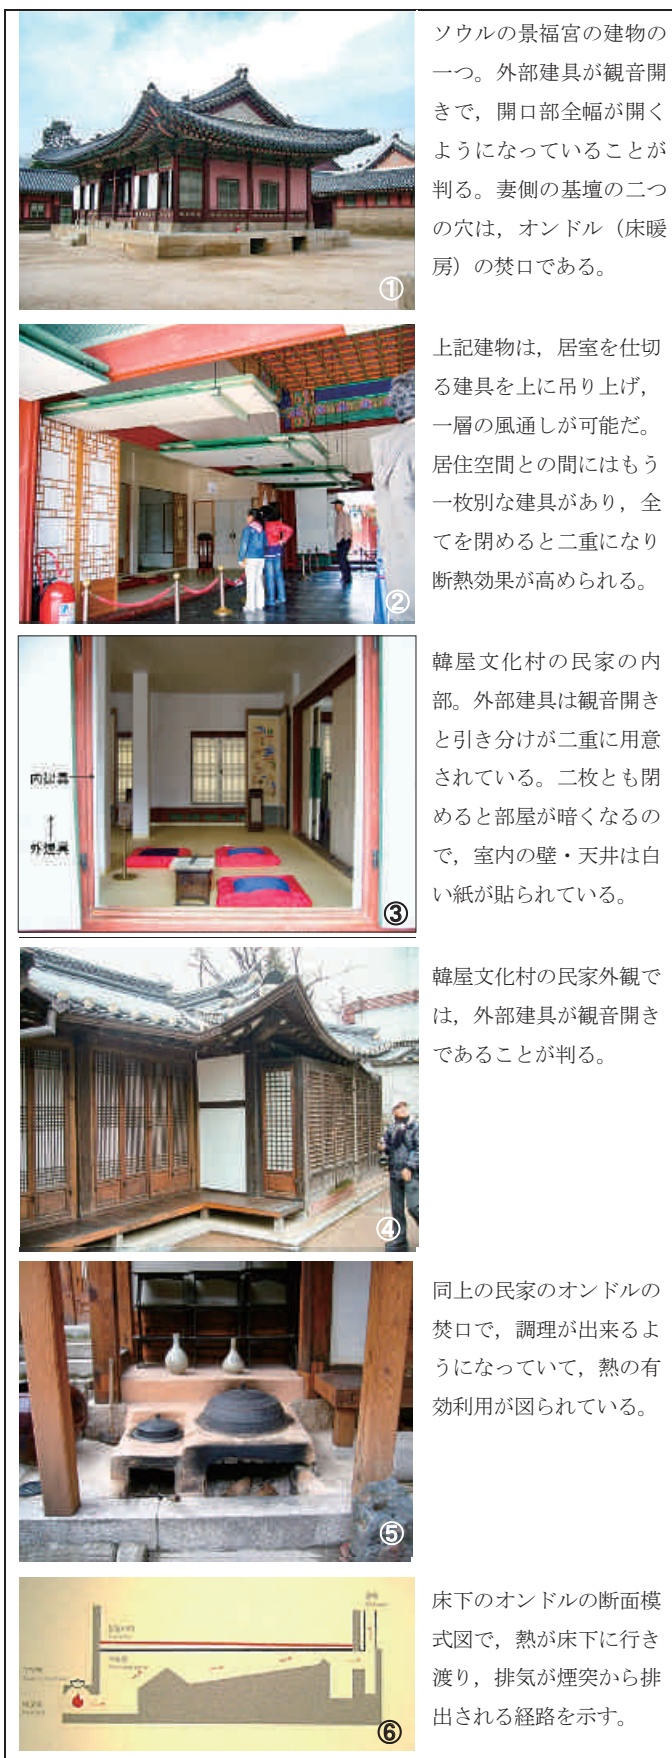 ソウルの景福宮の建物の
一つ。外部建具が観音開
きで，開口部全幅が開く
ようになっていることが
判る。妻側の基壇の二つ
の穴は，オンドル（床暖
房）の焚口である。
①
上記建物は，居室を仕切
る建具を上に吊り上げ，
一層の風通しが可能だ。
居住空間との間にはもう
一枚別な建具があり，全
てを閉めると二重になり
断熱効果が高められる。
②
韓屋文化村の民家の内
部。外部建具は観音開き
と引き分けが二重に用意
されている。二枚とも閉
めると部屋が暗くなるの
で，室内の壁・天井は白
い紙が貼られている。
内建具
外建具
③
韓屋文化村の民家外観で
は，外部建具が観音開き
であることが判る。
④
同上の民家のオンドルの
焚口で，調理が出来るよ
うになっていて，熱の有
効利用が図られている。
⑤
床下のオンドルの断面模
式図で，熱が床下に行き
渡り，排気が煙突から排
出される経路を示す。
⑥